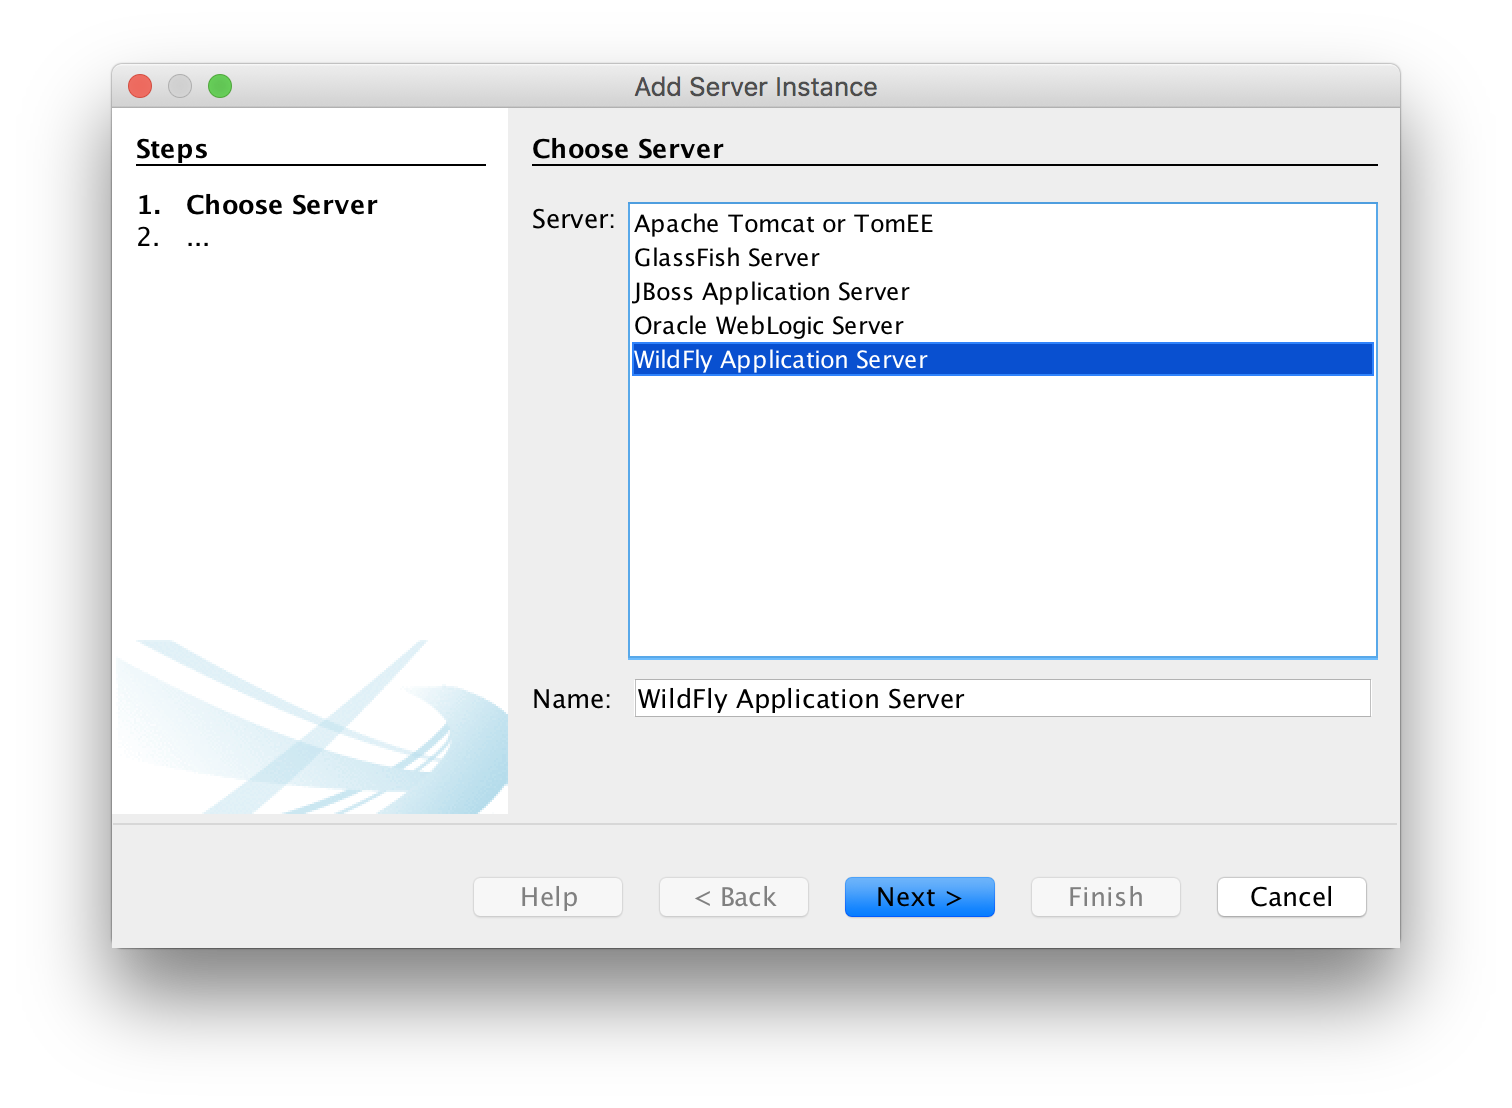 Add Server Instance
Steps
1. Choose Server
2. ...
Choose Server
Server:
Apache Tomcat or TomEE
GlassFish Server
JBoss Application Server
Oracle WebLogic Server
WildFly Application Server
Name: WildFly Application Server
Help < Back Next > Finish Cancel